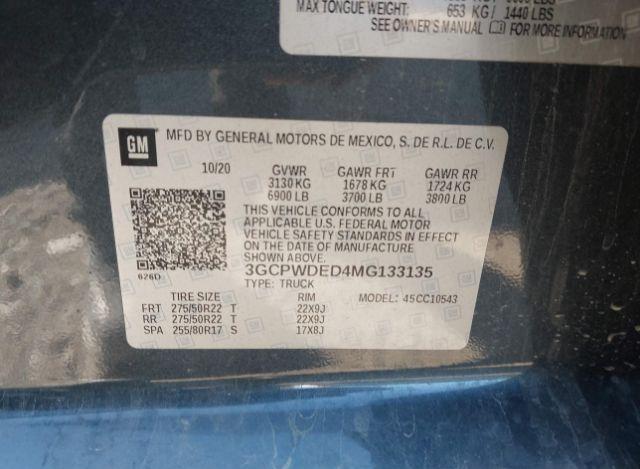 MAX TONGUE WEIGHT: 653 KG / 1440 LBS
SEE OWNER'S MANUAL FOR MORE INFORMATION
GM MFD BY GENERAL MOTORS DE MEXICO, S. DE R.L. DE C.V.
10/20 GVWR GAWR FRT GAWR RR
3130 KG 1678 KG 1724 KG
6900 LB 3700 LB 3800 LB
THIS VEHICLE CONFORMS TO ALL
APPLICABLE U.S. FEDERAL MOTOR
VEHICLE SAFETY STANDARDS IN EFFECT
ON THE DATE OF MANUFACTURE
SHOWN ABOVE.
626D 3GCPWDED4MG133135
TYPE: TRUCK
TIRE SIZE RIM MODEL: 45CC10543
FRT 275/50R22 T 22X9J
RR 275/50R22 T 22X9J
SPA 255/80R17 S 17X8J